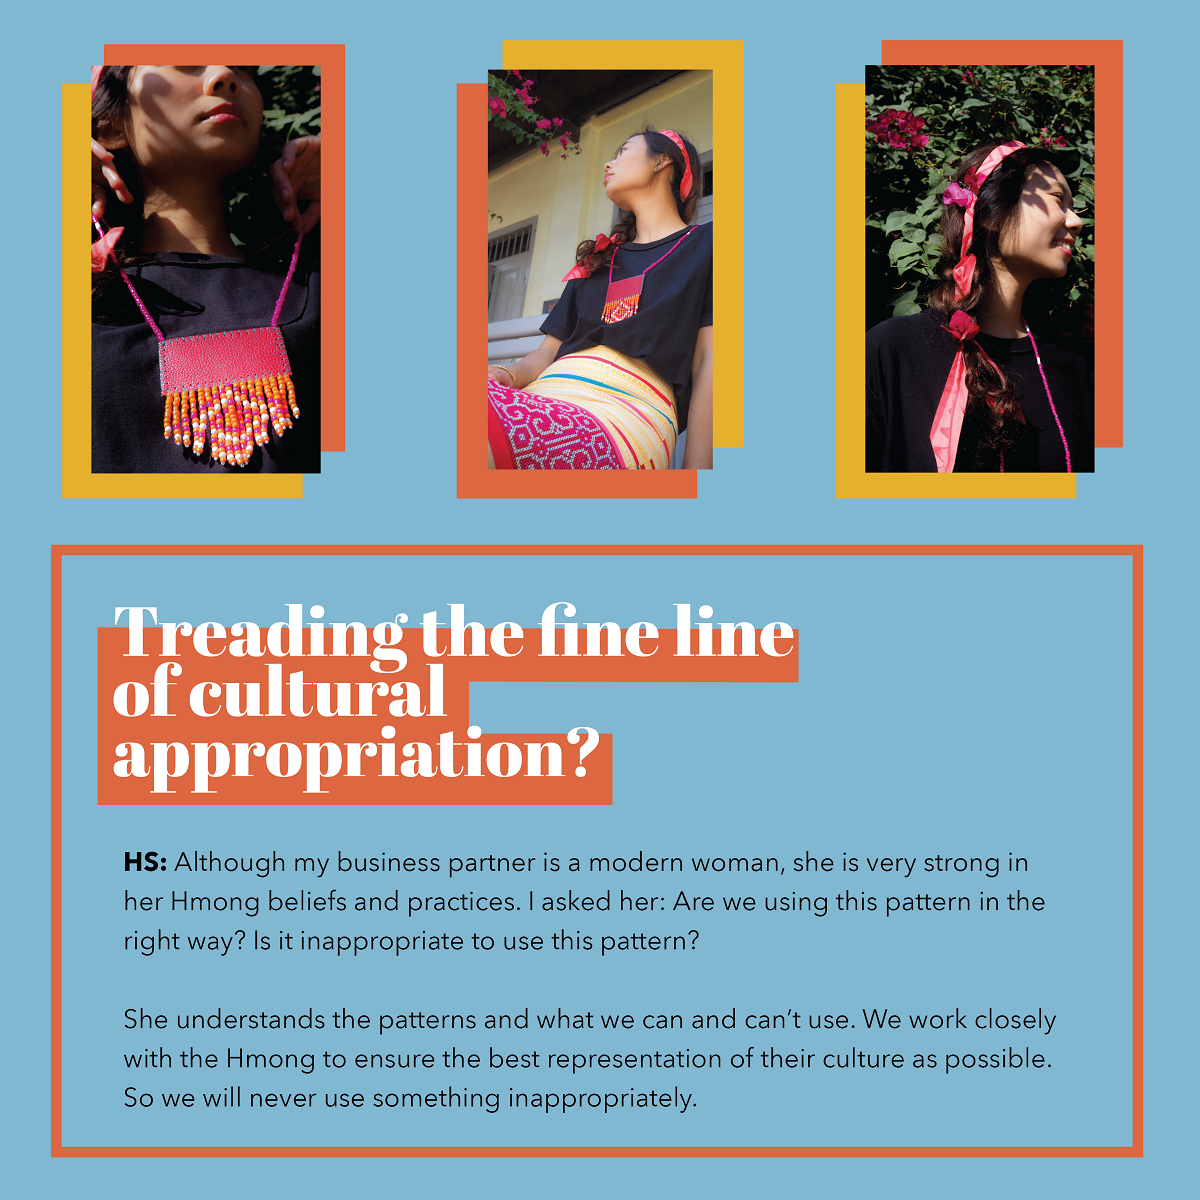 Treading the fine line
of cultural
appropriation?
HS: Although my business partner is a modern woman, she is very strong in
her Hmong beliefs and practices. I asked her: Are we using this pattern in the
right way? Is it inappropriate to use this pattern?
She understands the patterns and what we can and can’t use. We work closely
with the Hmong to ensure the best representation of their culture as possible.
So we will never use something inappropriately.